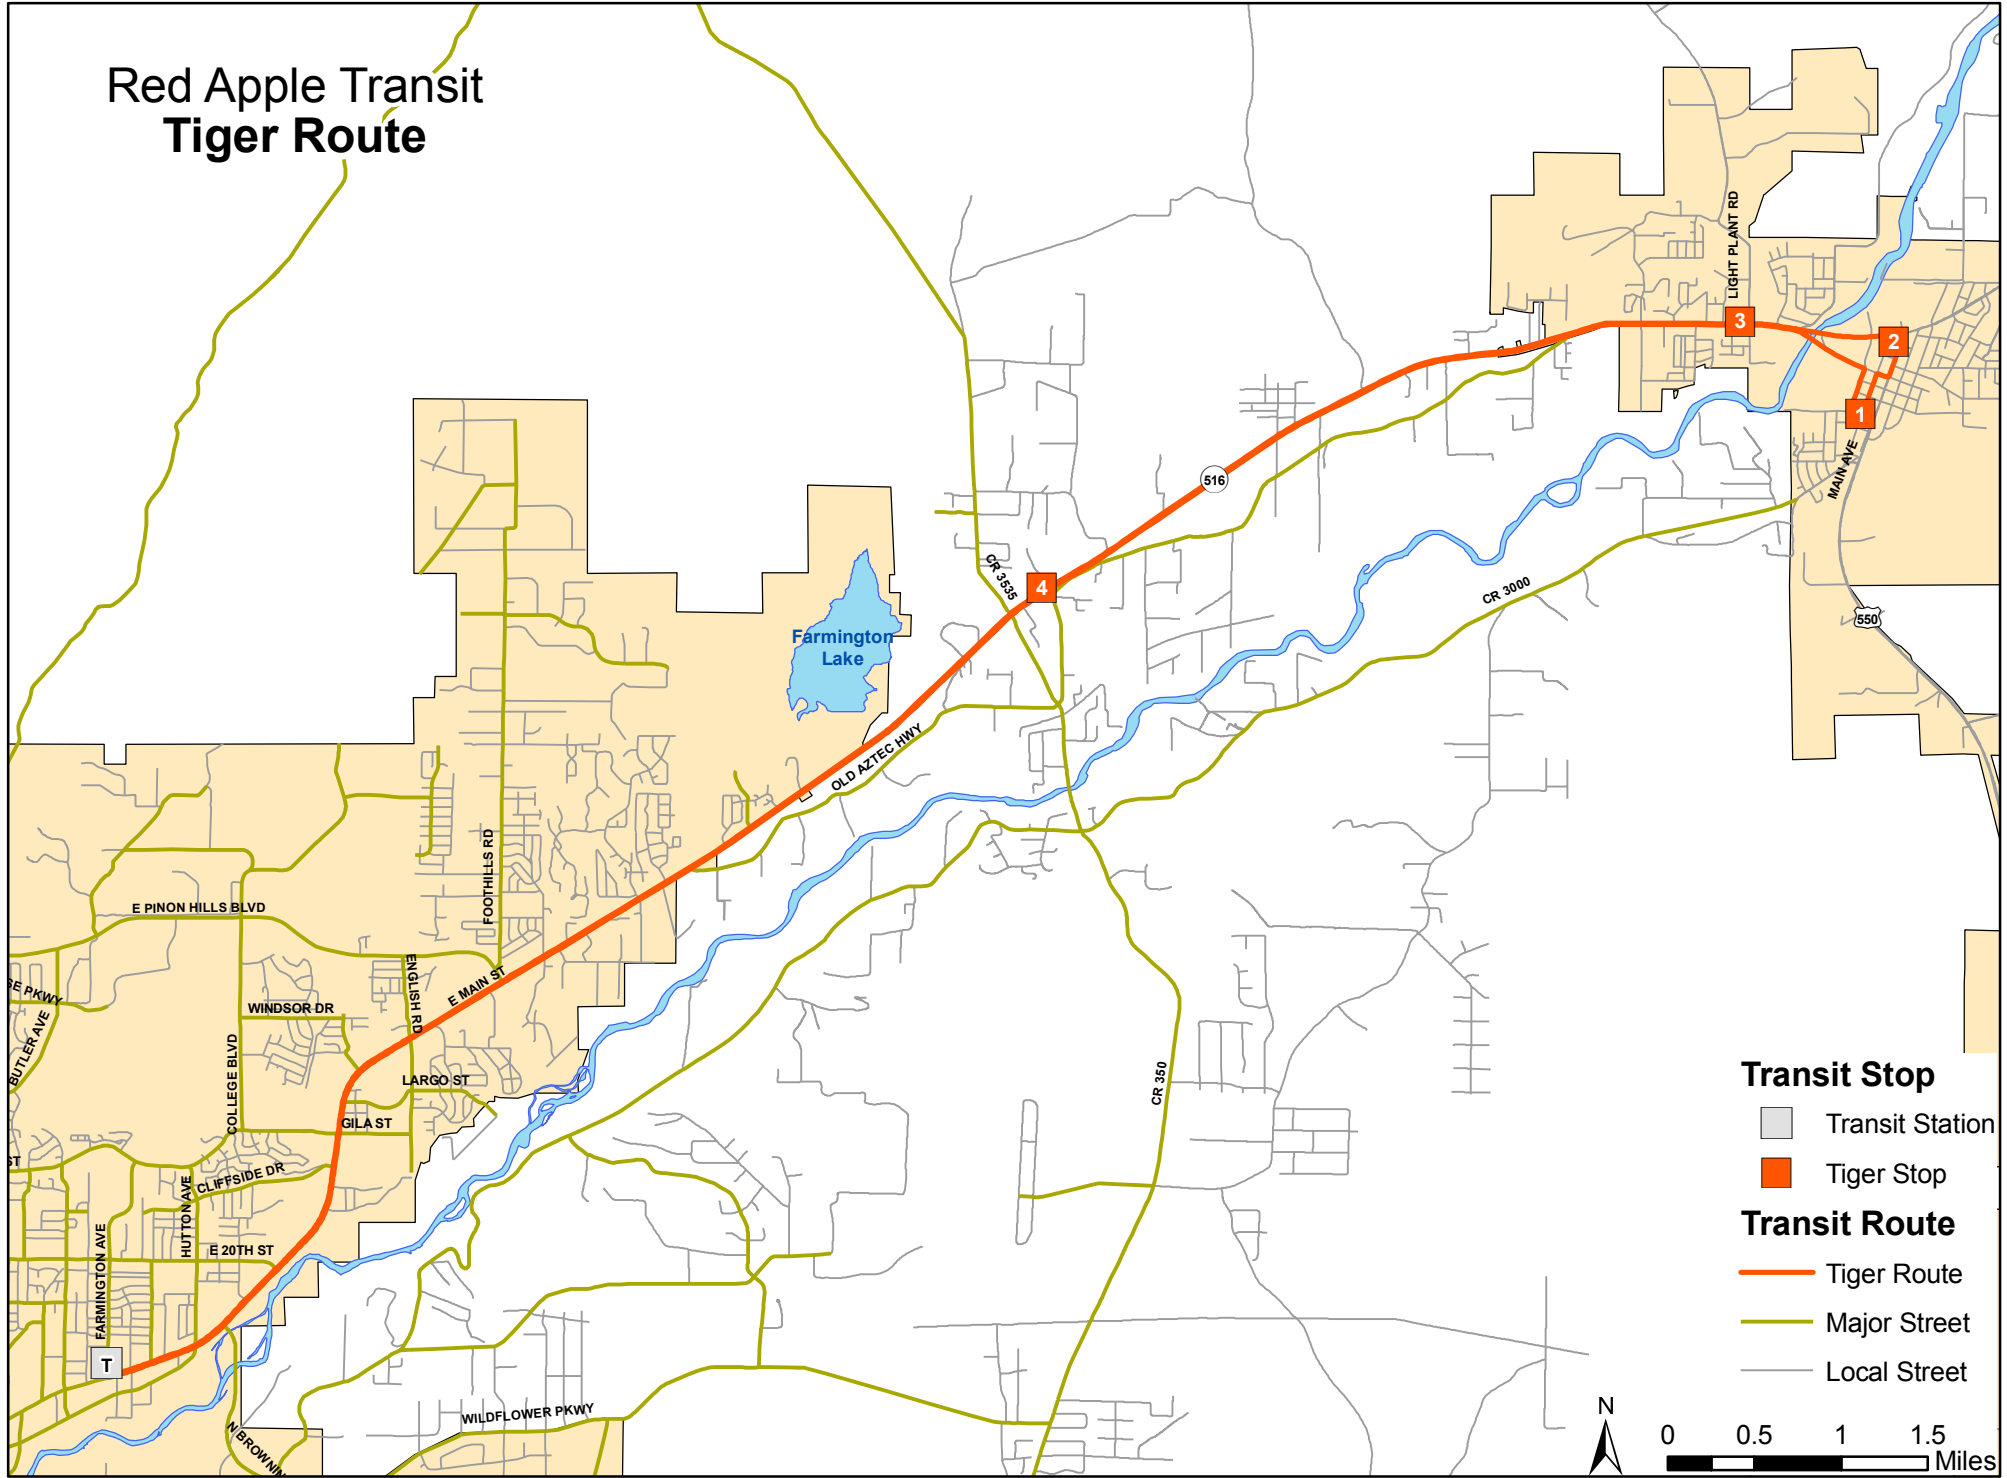 Red Apple Transit
Tiger Route
LIGHT PLANT RD
3
2
1
MAIN AVE
516
CR 3535
4
CR 3000
550
Farmington
Lake
OLD AZTEC HWY
FOOTHILLS RD
E PINON HILLS BLVD
ENGLISH RD
E MAIN ST
SE PKWY
WINDSOR DR
BUTLER AVE
COLLEGE BLVD
LARGO ST
GILA ST
CR 350
ST
CLIFFSIDE DR
HUTTON AVE
FARMINGTON AVE
E 20TH ST
T
WILDFLOWER PKWY
N BROWNIN
Transit Stop
Transit Station
Tiger Stop
Transit Route
Tiger Route
Major Street
Local Street
N
0 0.5 1 1.5
Miles